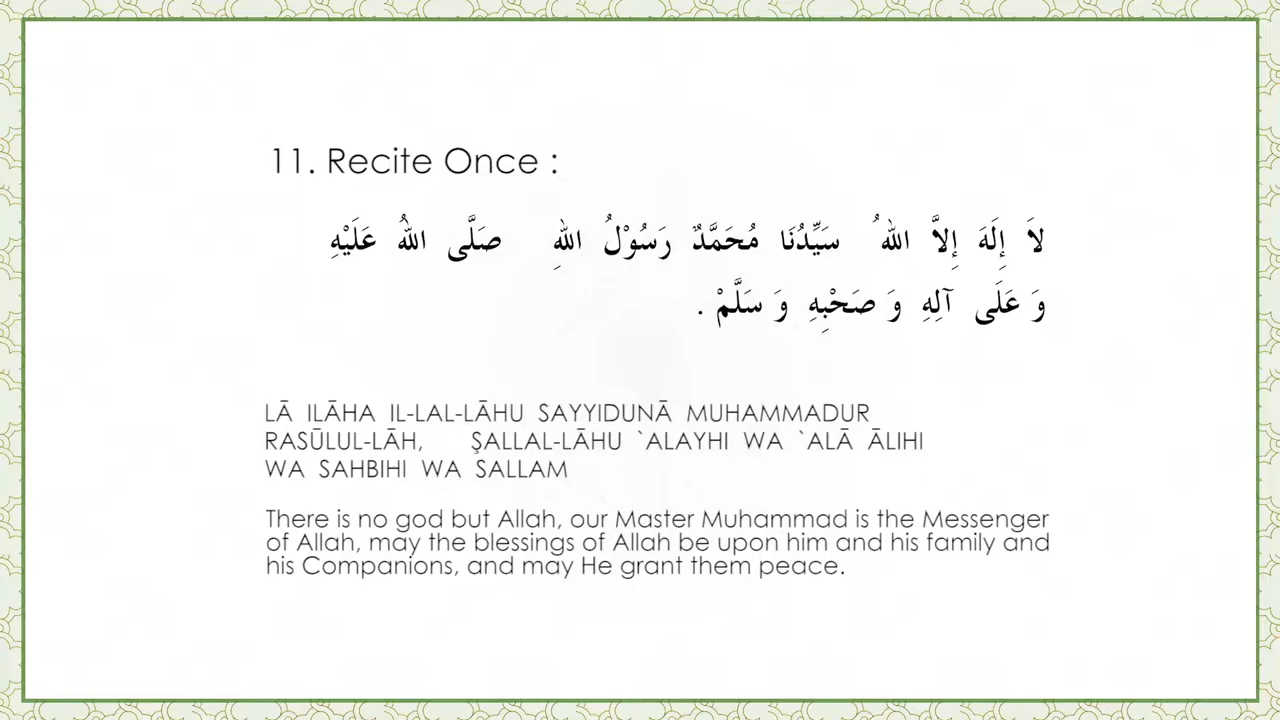 11. Recite Once :
لاَ إِلَهَ إِلاَّ اللهُ سَيِّدُنَا مُحَمَّدٌ رَسُوْلُ اللهِ صَلَّى اللهُ عَلَيْهِ
وَ عَلَى آلِهِ وَ صَحْبِهِ وَ سَلَّمْ .
LĀ ILĀHA IL-LAL-LĀHU SAYYIDUNĀ MUHAMMADUR
RASŪLUL-LĀH, ŞALLAL-LĀHU `ALAYHI WA `ALĀ ĀLIHI
WA SAHBIHI WA SALLAM
There is no god but Allah, our Master Muhammad is the Messenger
of Allah, may the blessings of Allah be upon him and his family and
his Companions, and may He grant them peace.